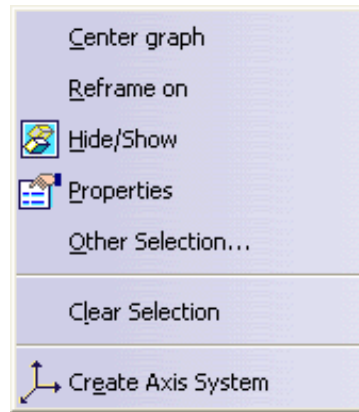 Center graph
Reframe on
Hide/Show
Properties
Other Selection...
Clear Selection
Create Axis System